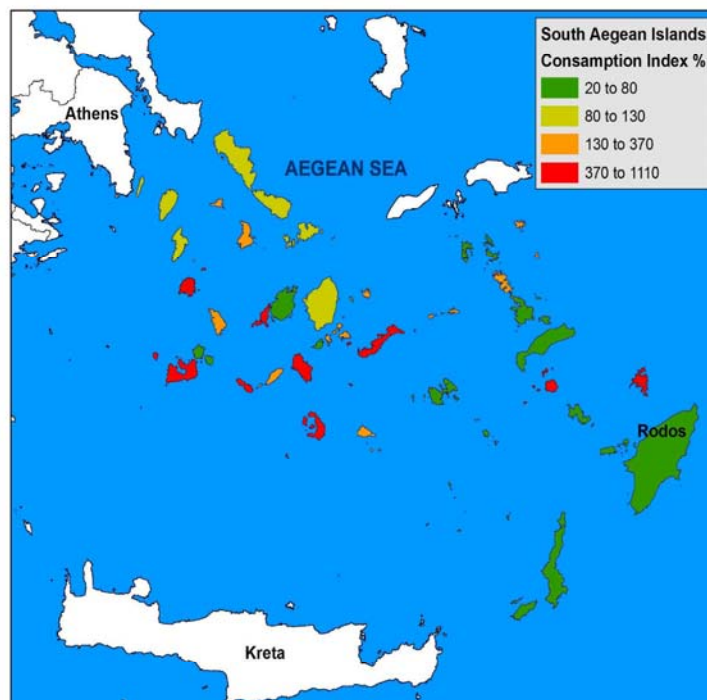 South Aegean Islands
Consamption Index %
20 to 80
80 to 130
130 to 370
370 to 1110
Athens
AEGEAN SEA
Rodos
Kreta